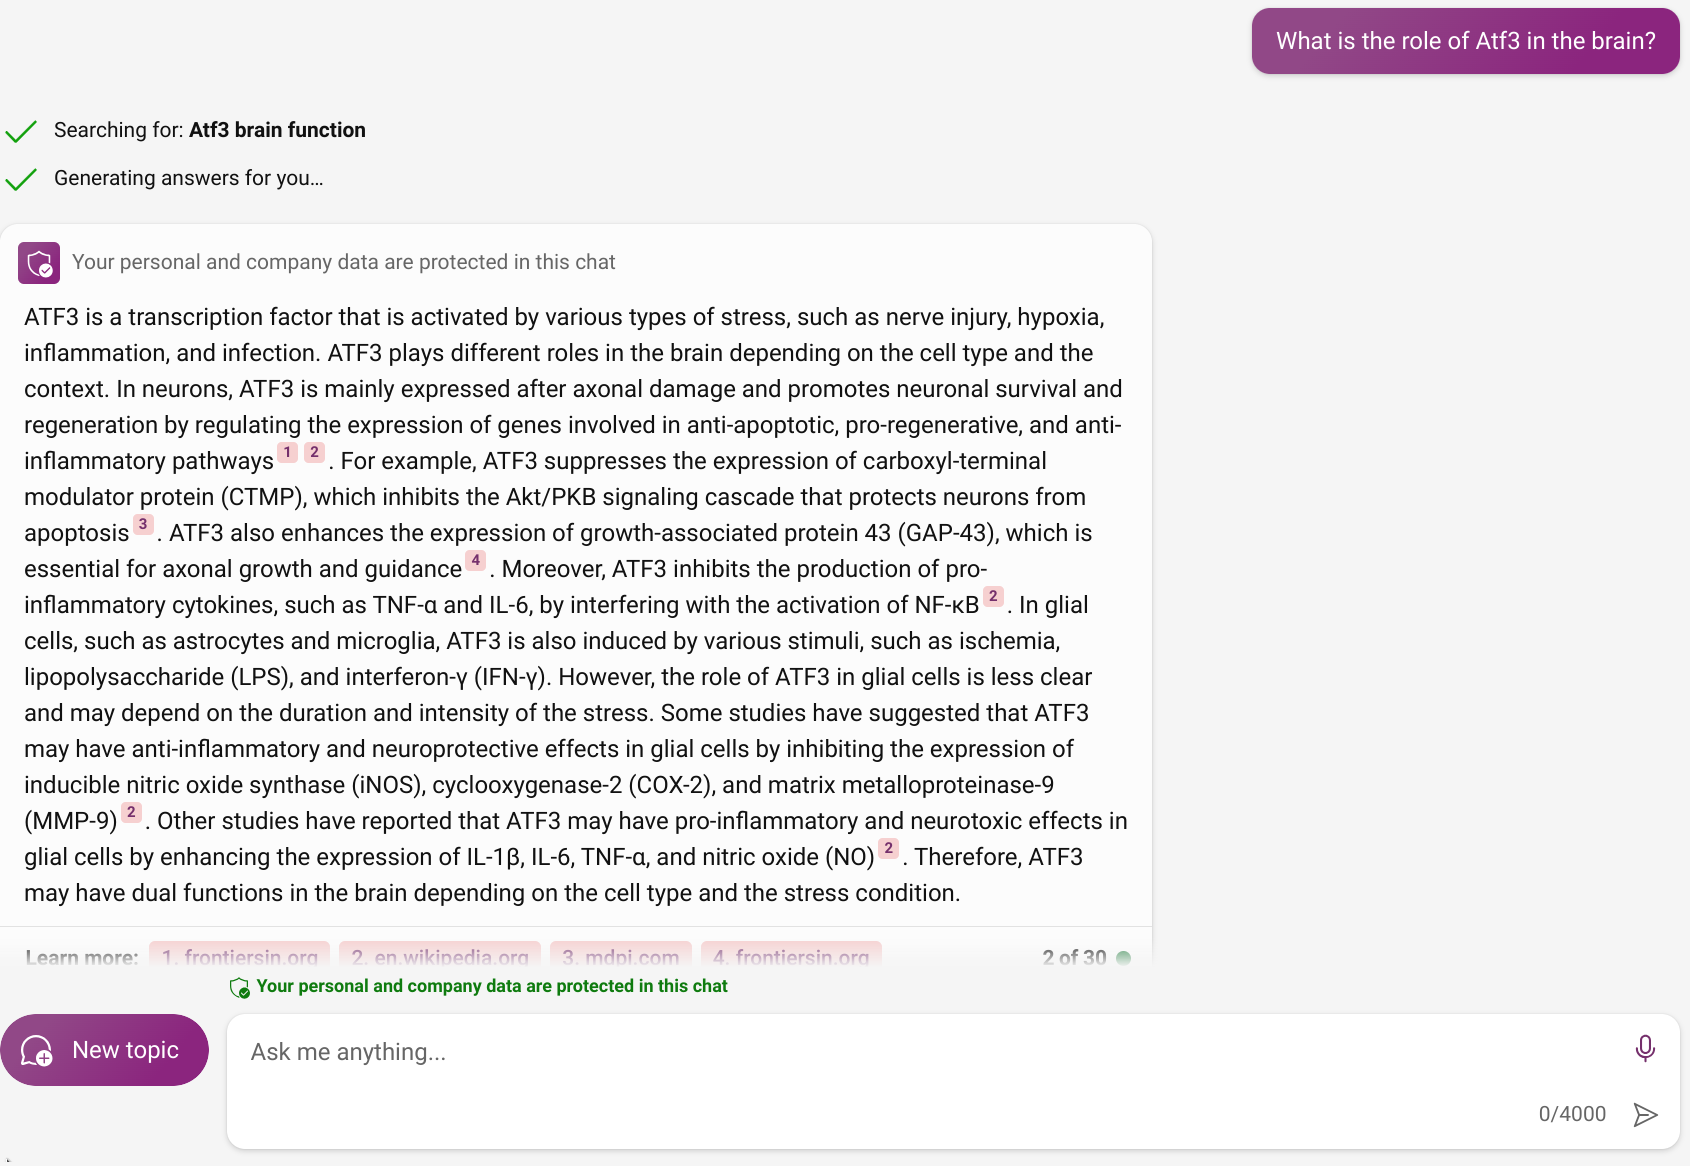 What is the role of Atf3 in the brain?
Searching for: Atf3 brain function
Generating answers for you...
Your personal and company data are protected in this chat
ATF3 is a transcription factor that is activated by various types of stress, such as nerve injury, hypoxia,
inflammation, and infection. ATF3 plays different roles in the brain depending on the cell type and the
context. In neurons, ATF3 is mainly expressed after axonal damage and promotes neuronal survival and
regeneration by regulating the expression of genes involved in anti-apoptotic, pro-regenerative, and anti-
inflammatory pathways 1 2 . For example, ATF3 suppresses the expression of carboxyl-terminal
modulator protein (CTMP), which inhibits the Akt/PKB signaling cascade that protects neurons from
apoptosis 3 . ATF3 also enhances the expression of growth-associated protein 43 (GAP-43), which is
essential for axonal growth and guidance 4 . Moreover, ATF3 inhibits the production of pro-
inflammatory cytokines, such as TNF-α and IL-6, by interfering with the activation of NF-κB 2 . In glial
cells, such as astrocytes and microglia, ATF3 is also induced by various stimuli, such as ischemia,
lipopolysaccharide (LPS), and interferon-γ (IFN-γ). However, the role of ATF3 in glial cells is less clear
and may depend on the duration and intensity of the stress. Some studies have suggested that ATF3
may have anti-inflammatory and neuroprotective effects in glial cells by inhibiting the expression of
inducible nitric oxide synthase (iNOS), cyclooxygenase-2 (COX-2), and matrix metalloproteinase-9
(MMP-9) 2 . Other studies have reported that ATF3 may have pro-inflammatory and neurotoxic effects in
glial cells by enhancing the expression of IL-1β, IL-6, TNF-α, and nitric oxide (NO) 2 . Therefore, ATF3
may have dual functions in the brain depending on the cell type and the stress condition.
Learn more: 1. frontiersin.org 2. en.wikipedia.org 3. mdpi.com 4. frontiersin.org 2 of 30
Your personal and company data are protected in this chat
New topic
Ask me anything...
0/4000